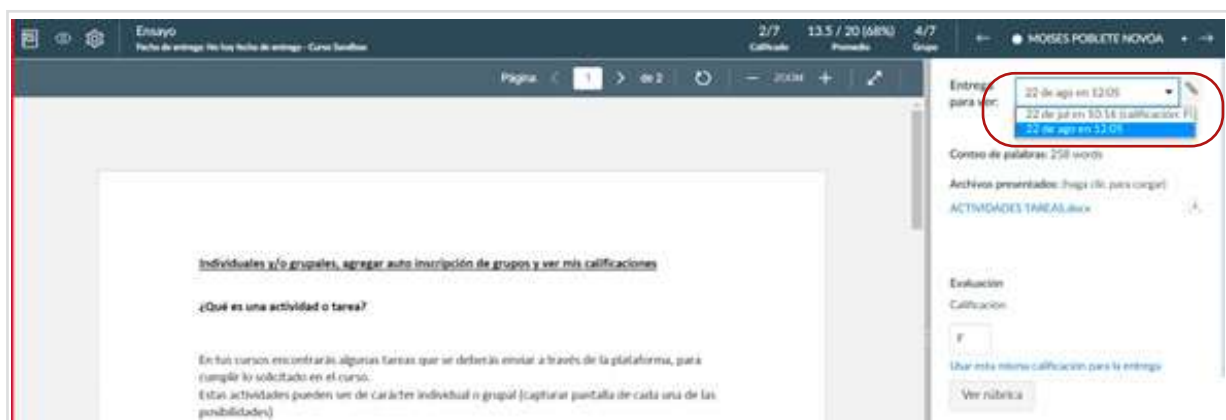 Ensayo
Fecha de entrega: No hay fecha de entrega - Curso Sandbox
2/7
Calificado
13.5 / 20 (68%)
Promedio
4/7
Grupo
MOISES POBLETE NOVOA
Página
1
de 2
ZOOM
Entrega para ver:
22 de ago en 12:05
22 de jul en 10:14 (calificación: F)
22 de ago en 12:05
Conteo de palabras: 258 words
Archivos presentados: (haga clic para cargar)
ACTIVIDADES TAREAS.docx
Evaluación
Calificación
F
Usar esta misma calificación para la entrega
Ver rúbrica
Individuales y/o grupales, agregar auto inscripción de grupos y ver mis calificaciones
¿Qué es una actividad o tarea?
En tus cursos encontrarás algunas tareas que se deberás enviar a través de la plataforma, para
cumplir lo solicitado en el curso.
Estas actividades pueden ser de carácter individual o grupal (capturar pantalla de cada una de las
posibilidades)